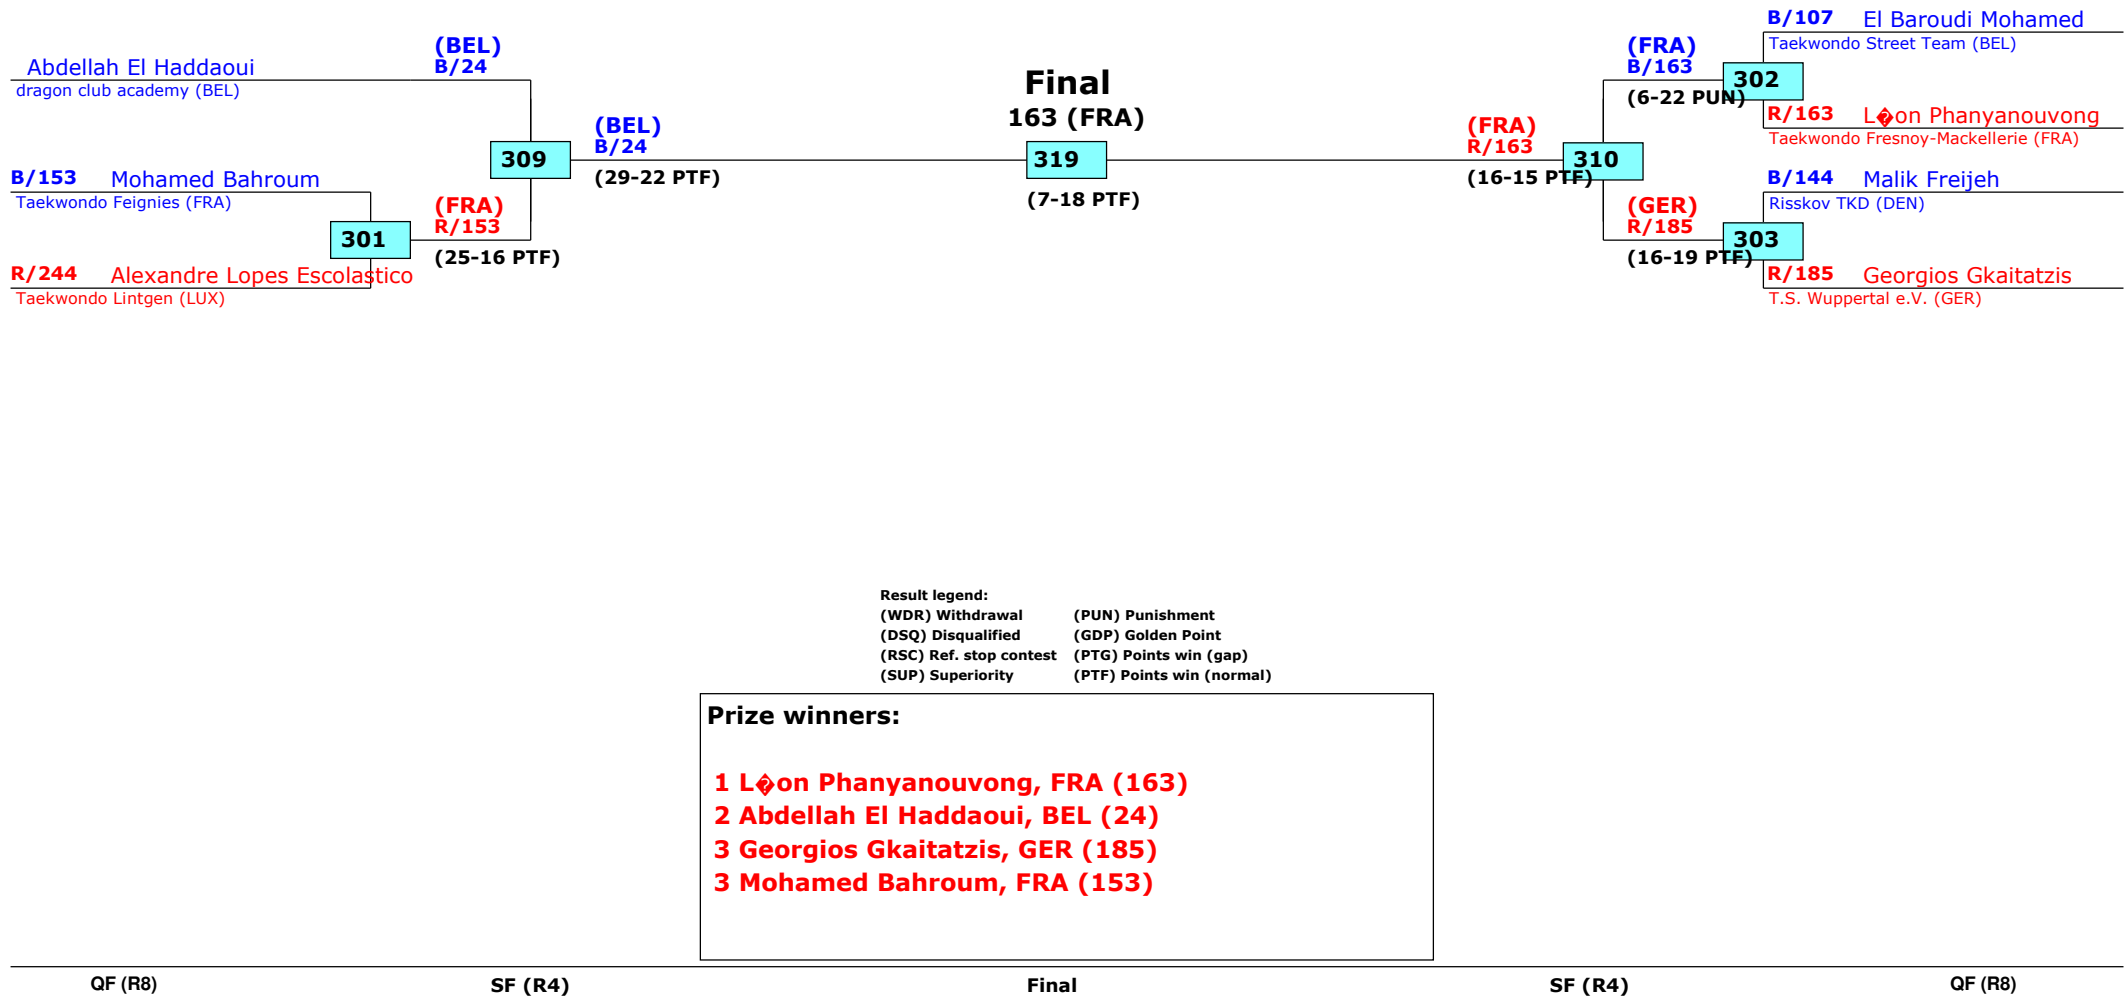 Abdellah El Haddaoui
dragon club academy (BEL)
(BEL)
B/24
B/153 Mohamed Bahroum
Taekwondo Feignies (FRA)
301
R/244 Alexandre Lopes Escolastico
Taekwondo Lintgen (LUX)
(FRA)
R/153
(25-16 PTF)
309
(BEL)
B/24
(29-22 PTF)
Final
163 (FRA)
319
(7-18 PTF)
(FRA)
R/163
(16-15 PTF)
310
(FRA)
B/163
(6-22 PUN)
302
B/107 El Baroudi Mohamed
Taekwondo Street Team (BEL)
R/163 L�on Phanyanouvong
Taekwondo Fresnoy-Mackellerie (FRA)
(GER)
R/185
(16-19 PTF)
303
B/144 Malik Freijeh
Risskov TKD (DEN)
R/185 Georgios Gkaitatzis
T.S. Wuppertal e.V. (GER)
Result legend:
(WDR) Withdrawal (PUN) Punishment
(DSQ) Disqualified (GDP) Golden Point
(RSC) Ref. stop contest (PTG) Points win (gap)
(SUP) Superiority (PTF) Points win (normal)
Prize winners:
1 L�on Phanyanouvong, FRA (163)
2 Abdellah El Haddaoui, BEL (24)
3 Georgios Gkaitatzis, GER (185)
3 Mohamed Bahroum, FRA (153)
QF (R8) SF (R4) Final SF (R4) QF (R8)